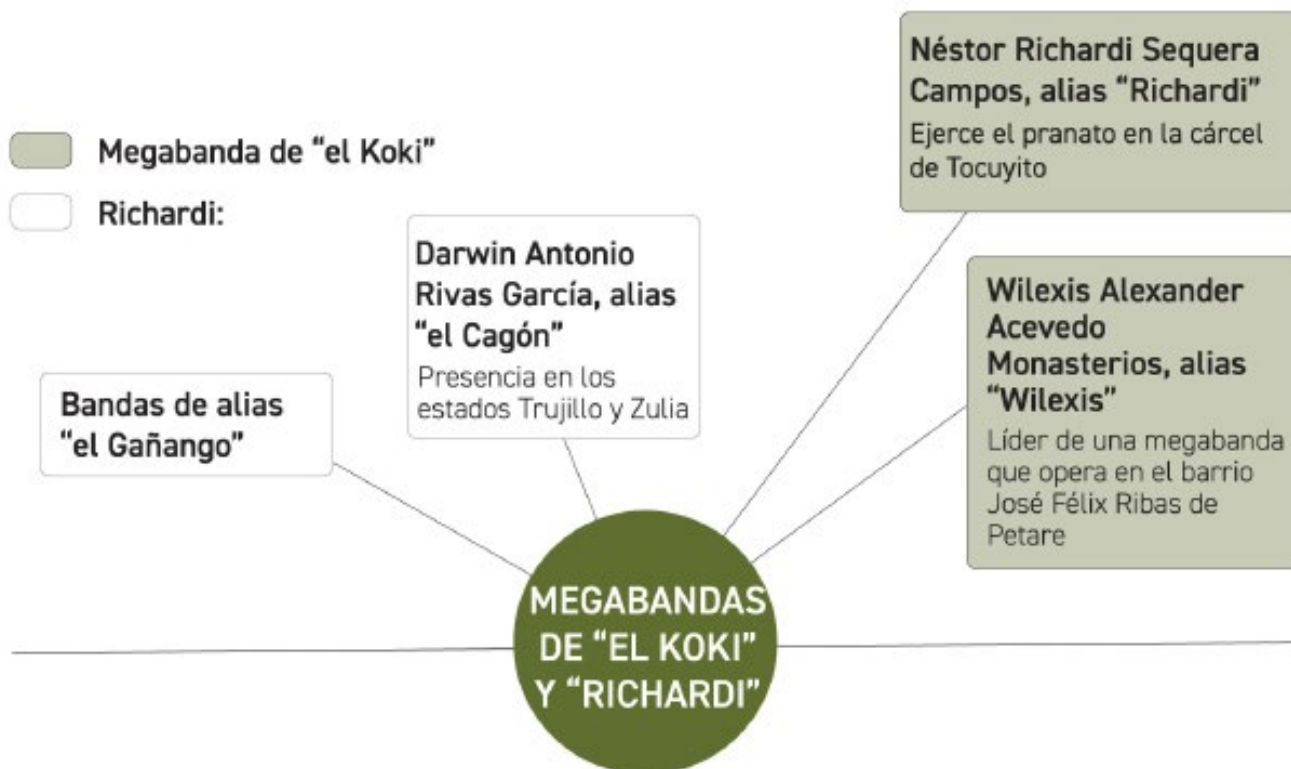 Megabanda de “el Koki”
Richardi:
Bandas de alias
“el Gañango”
Darwin Antonio
Rivas García, alias
“el Cagón”
Presencia en los
estados Trujillo y Zulia
Néstor Richardi Sequera
Campos, alias “Richardi”
Ejerce el pranato en la cárcel
de Tocuyito
Wilexis Alexander
Acevedo
Monasterios, alias
“Wilexis”
Líder de una megabanda
que opera en el barrio
José Félix Ribas de
Petare
MEGABANDAS
DE “EL KOKI”
Y “RICHARDI”